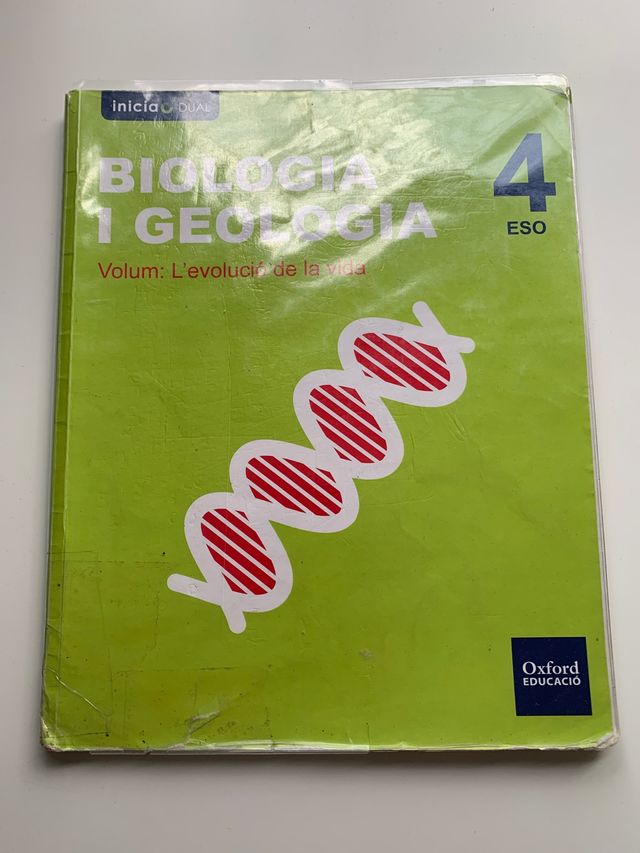 inicia DUAL
BIOLOGIA
I GEOLOGIA
4
ESO
Volum: L'evolució de la vida
Oxford
EDUCACIÓ